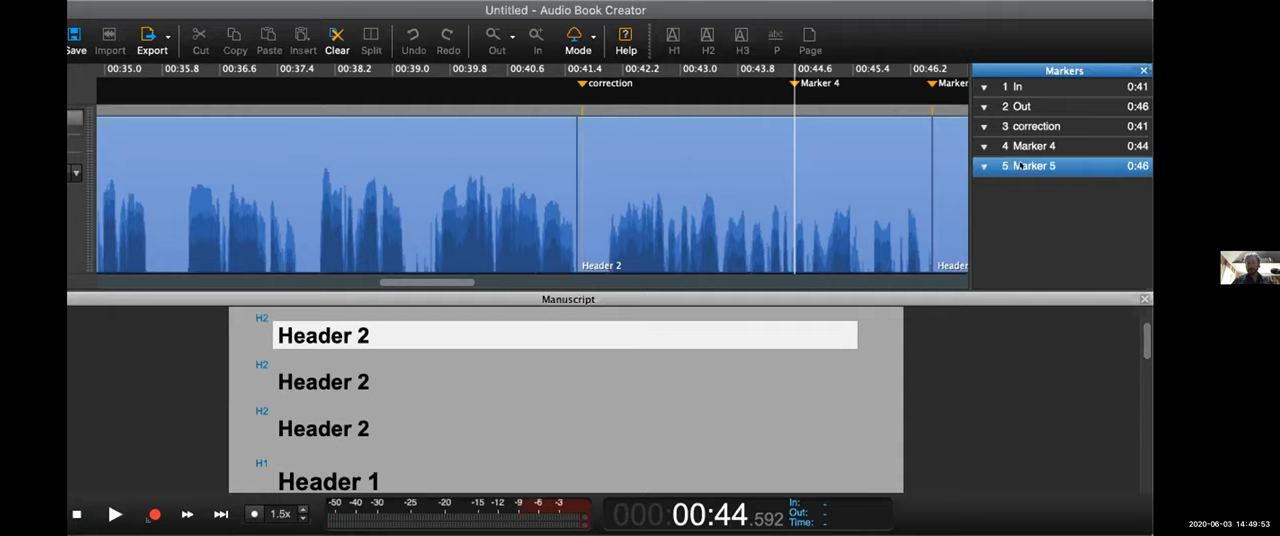 Untitled - Audio Book Creator
Save Import Export Cut Copy Paste Insert Clear Split Undo Redo Out In Mode Help H1 H2 H3 P Page
abc
00:35.0 00:35.8 00:36.6 00:37.4 00:38.2 00:39.0 00:39.8 00:40.6 00:41.4 00:42.2 00:43.0 00:43.8 00:44.6 00:45.4 00:46.2
correction Marker 4 Marker
Markers
1 In 0:41
2 Out 0:46
3 correction 0:41
4 Marker 4 0:44
5 Marker 5 0:46
Header 2 Header
Manuscript
H2 Header 2
H2 Header 2
H2 Header 2
H1 Header 1
1.5x
-50 -40 -30 -25 -20 -15 -12 -9 -6 -3
000:00:44.592
In: -
Out: -
Time: -
2020-06-03 14:49:53